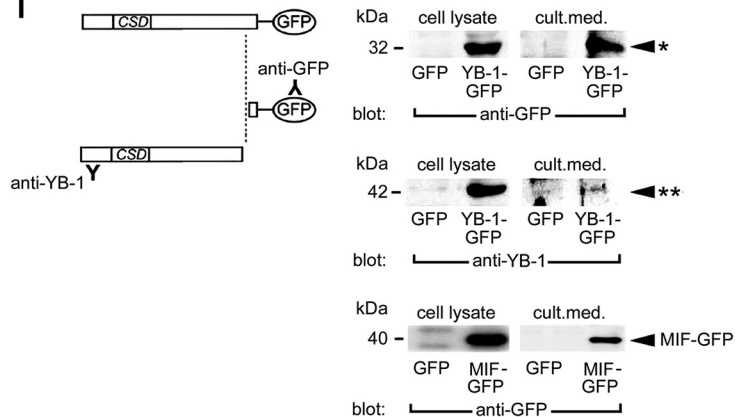 CSD GFP
anti-GFP
GFP
CSD
anti-YB-1
kDa cell lysate cult.med.
32 *
GFP YB-1-GFP GFP YB-1-GFP
blot: anti-GFP
kDa cell lysate cult.med.
42 **
GFP YB-1-GFP GFP YB-1-GFP
blot: anti-YB-1
kDa cell lysate cult.med.
40 MIF-GFP
GFP MIF-GFP GFP MIF-GFP
blot: anti-GFP